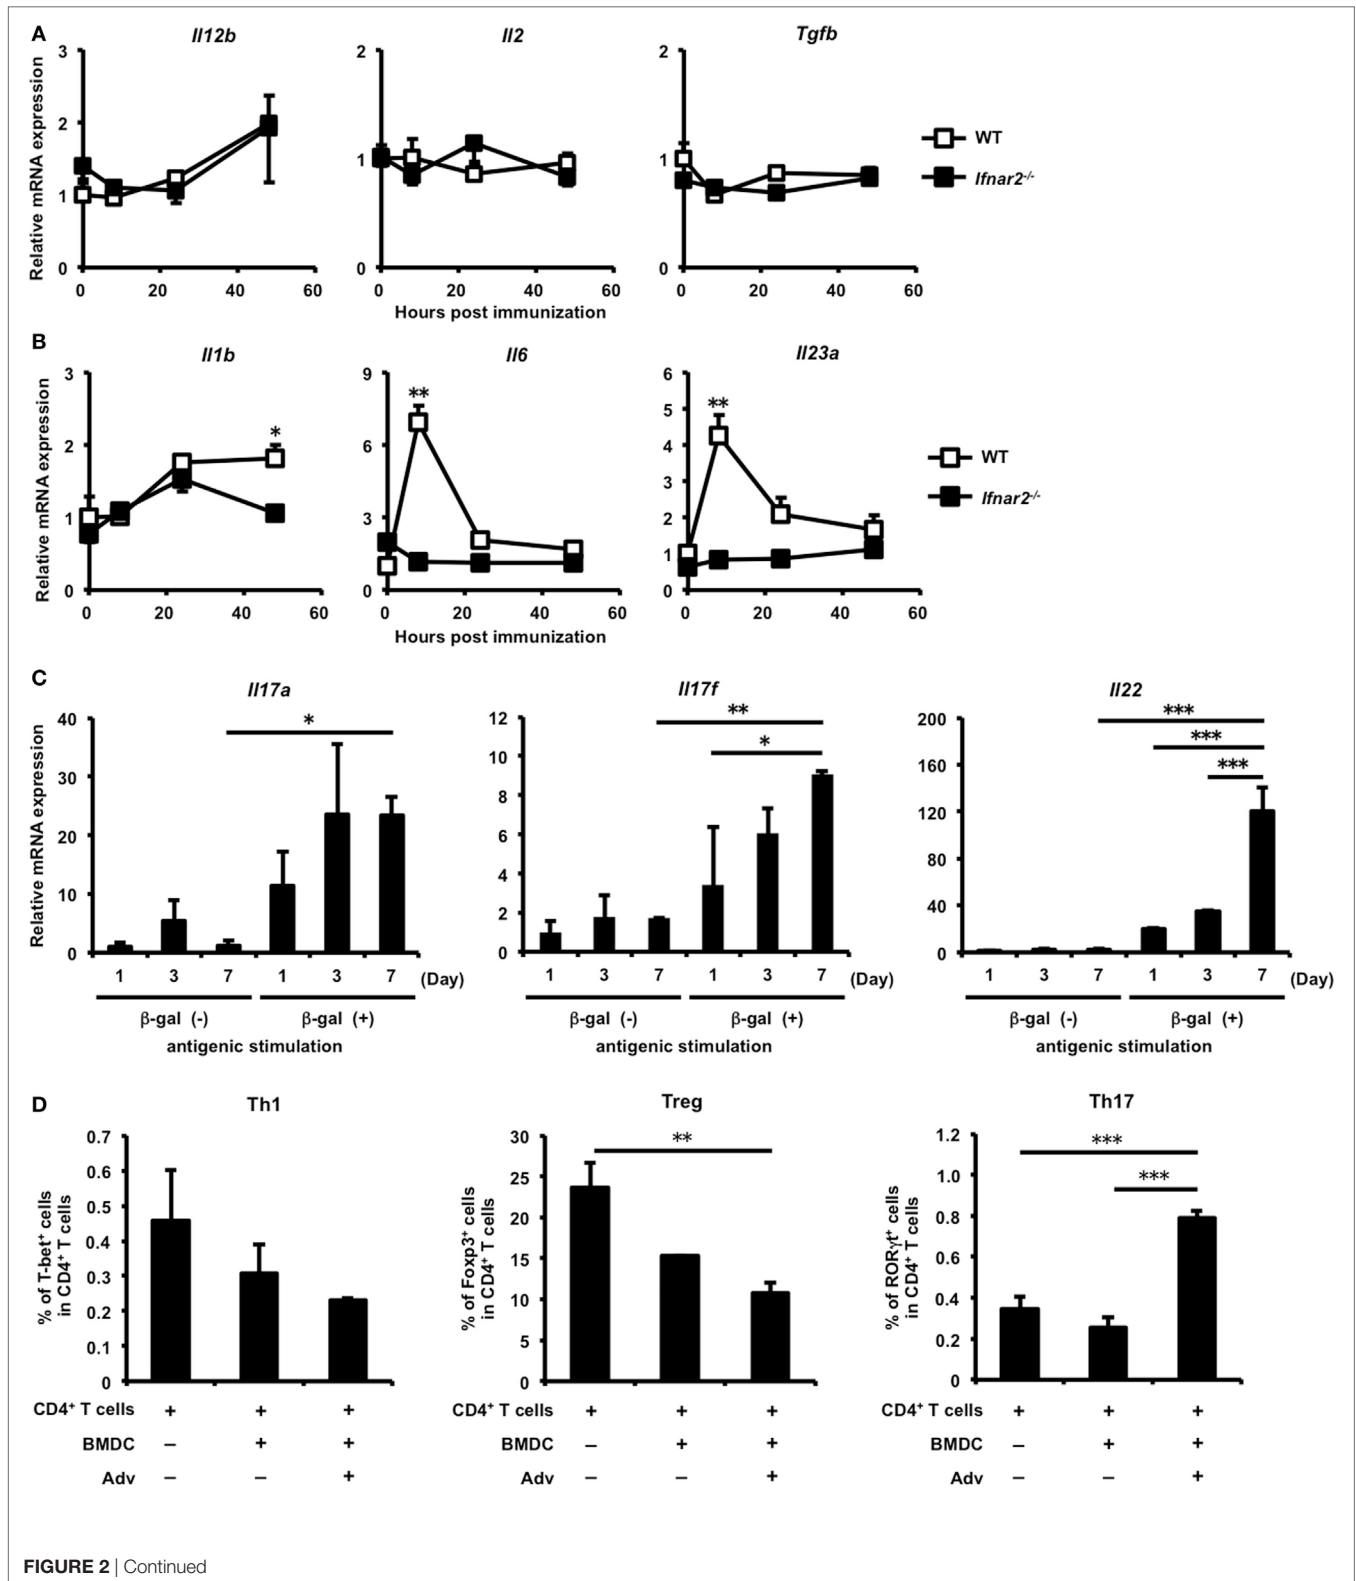 A
Il12b Il2 Tgfb
Relative mRNA expression
3
2
1
0
2
1
0
2
1
0
WT
Ifnar2-/-
0 20 40 60 0 20 40 60 0 20 40 60
Hours post immunization
B
Il1b Il6 Il23a
Relative mRNA expression
3
2
1
0
9
6
3
0
6
5
4
3
2
1
0
*
**
**
WT
Ifnar2-/-
0 20 40 60 0 20 40 60 0 20 40 60
Hours post immunization
C
Il17a Il17f Il22
Relative mRNA expression
40
30
20
10
0
*
12
10
8
6
4
2
0
**
*
200
160
120
80
40
0
***
***
***
1 3 7 1 3 7 (Day) 1 3 7 1 3 7 (Day) 1 3 7 1 3 7 (Day)
β-gal (-) β-gal (+) β-gal (-) β-gal (+) β-gal (-) β-gal (+)
antigenic stimulation antigenic stimulation antigenic stimulation
D
Th1 Treg Th17
% of T-bet+ cells
in CD4+ T cells
0.7
0.6
0.5
0.4
0.3
0.2
0.1
0
% of Foxp3+ cells
in CD4+ T cells
30
25
20
15
10
5
0
**
% of RORγt+ cells
in CD4+ T cells
1.2
1.0
0.8
0.6
0.4
0.2
0
***
***
CD4+ T cells + + + CD4+ T cells + + + CD4+ T cells + + +
BMDC – + + BMDC – + + BMDC – + +
Adv – – + Adv – – + Adv – – +
FIGURE 2 | Continued